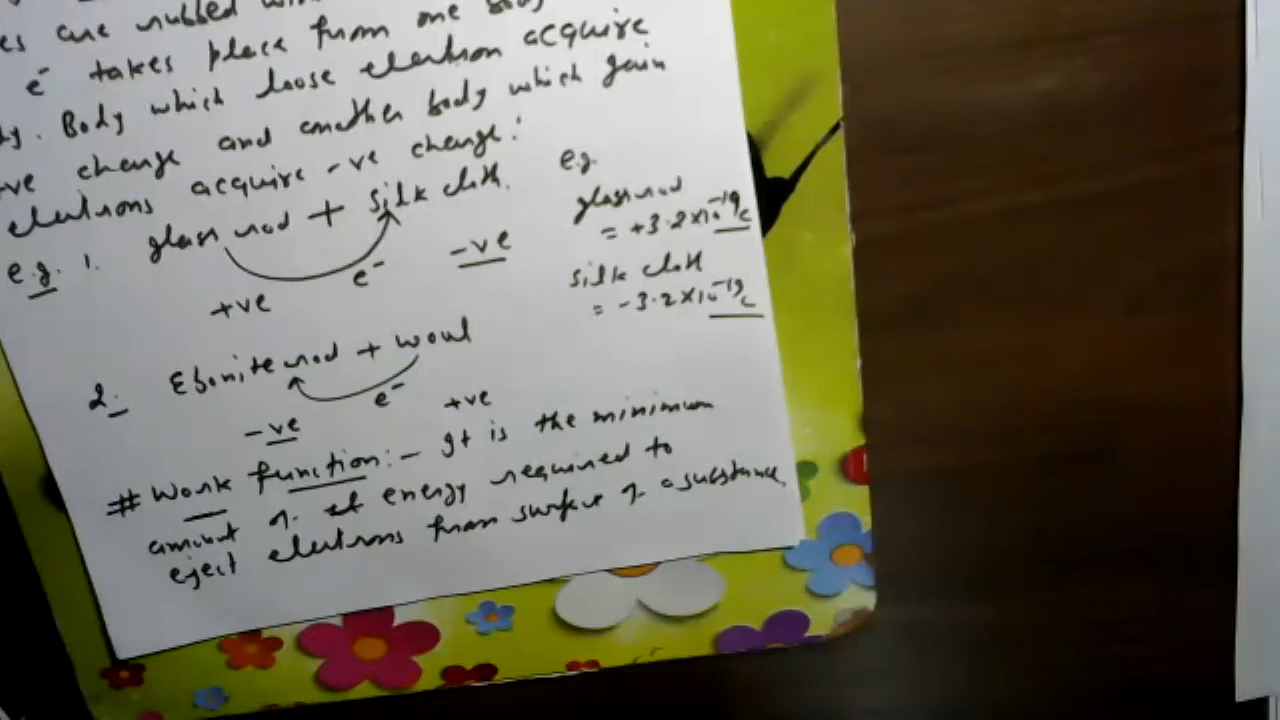 es are rubbed
e⁻ takes place from one body
dy. Body which loose electron acquire
ve charge and another body which gain
electrons acquire -ve charge.
e.g. 1. glass rod + silk cloth.
e⁻ -ve
+ve
e.g.
glass rod
= +3.2×10⁻¹⁹C
silk cloth
= -3.2×10⁻¹⁹C
2. Ebonite rod + woul
e⁻
-ve +ve
# Work function:- It is the minimum
amount of energy required to
eject electrons from surface of a sustance